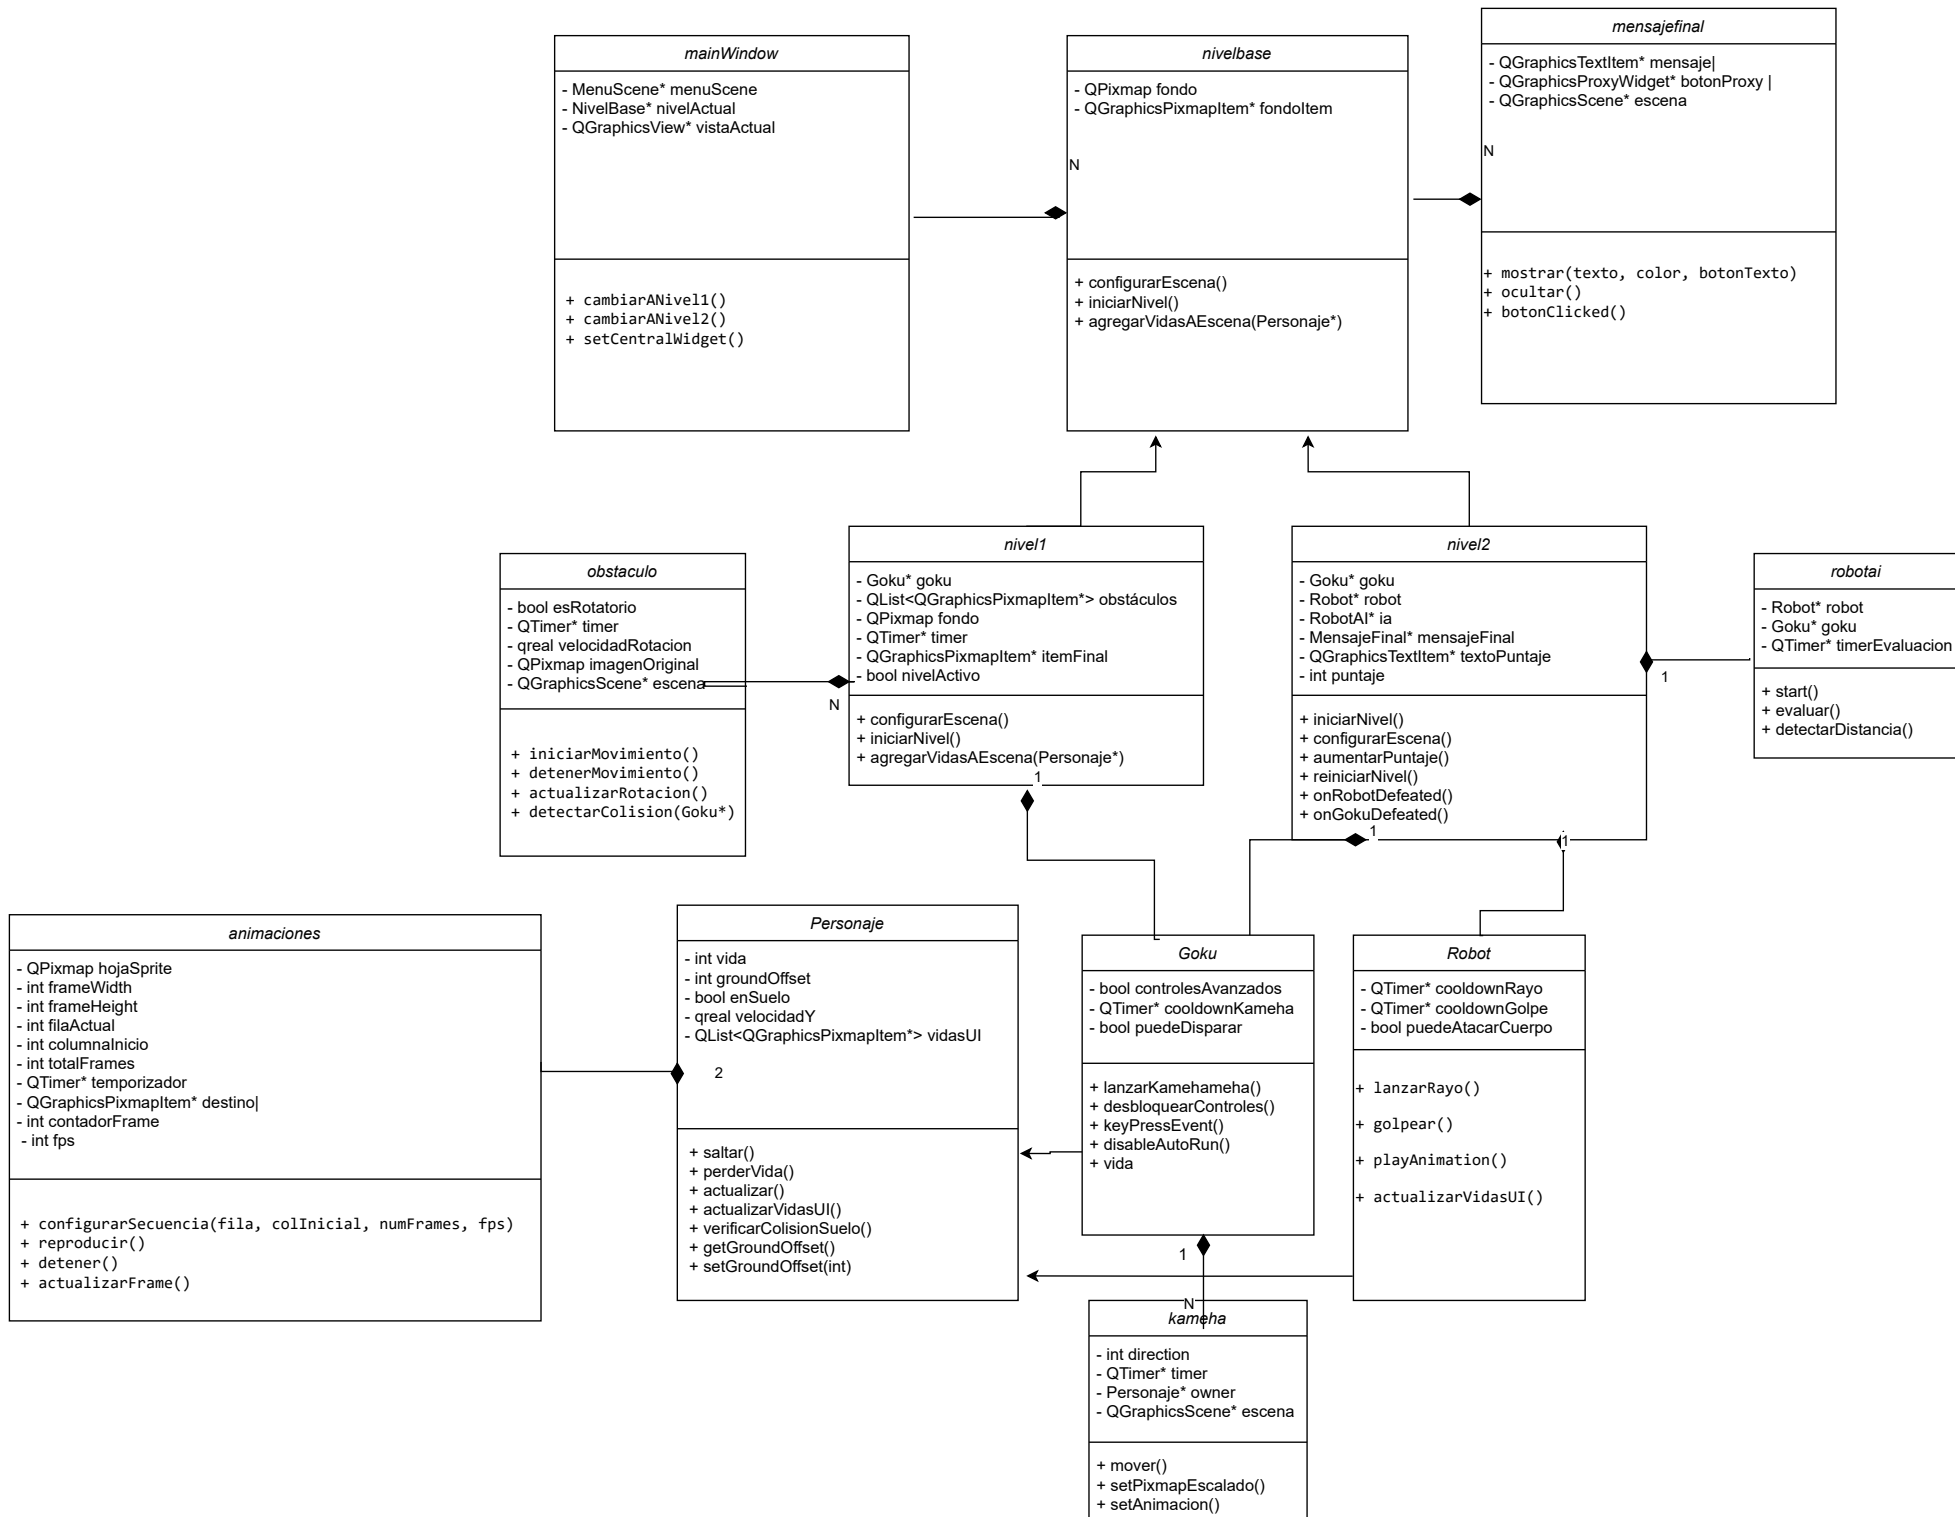 mainWindow
- MenuScene* menuScene
- NivelBase* nivelActual
- QGraphicsView* vistaActual
+ cambiarANivel1()
+ cambiarANivel2()
+ setCentralWidget()
nivelbase
- QPixmap fondo
- QGraphicsPixmapItem* fondoItem
N
+ configurarEscena()
+ iniciarNivel()
+ agregarVidasAEscena(Personaje*)
mensajefinal
- QGraphicsTextItem* mensaje|
- QGraphicsProxyWidget* botonProxy |
- QGraphicsScene* escena
N
+ mostrar(texto, color, botonTexto)
+ ocultar()
+ botonClicked()
obstaculo
- bool esRotatorio
- QTimer* timer
- qreal velocidadRotacion
- QPixmap imagenOriginal
- QGraphicsScene* escena
+ iniciarMovimiento()
+ detenerMovimiento()
+ actualizarRotacion()
+ detectarColision(Goku*)
N
nivel1
- Goku* goku
- QList<QGraphicsPixmapItem*> obstáculos
- QPixmap fondo
- QTimer* timer
- QGraphicsPixmapItem* itemFinal
- bool nivelActivo
+ configurarEscena()
+ iniciarNivel()
+ agregarVidasAEscena(Personaje*)
1
nivel2
- Goku* goku
- Robot* robot
- RobotAI* ia
- MensajeFinal* mensajeFinal
- QGraphicsTextItem* textoPuntaje
- int puntaje
+ iniciarNivel()
+ configurarEscena()
+ aumentarPuntaje()
+ reiniciarNivel()
+ onRobotDefeated()
+ onGokuDefeated()
1
1
1
robotai
- Robot* robot
- Goku* goku
- QTimer* timerEvaluacion
+ start()
+ evaluar()
+ detectarDistancia()
animaciones
- QPixmap hojaSprite
- int frameWidth
- int frameHeight
- int filaActual
- int columnaInicio
- int totalFrames
- QTimer* temporizador
- QGraphicsPixmapItem* destino|
- int contadorFrame
- int fps
+ configurarSecuencia(fila, colInicial, numFrames, fps)
+ reproducir()
+ detener()
+ actualizarFrame()
Personaje
- int vida
- int groundOffset
- bool enSuelo
- qreal velocidadY
- QList<QGraphicsPixmapItem*> vidasUI
2
+ saltar()
+ perderVida()
+ actualizar()
+ actualizarVidasUI()
+ verificarColisionSuelo()
+ getGroundOffset()
+ setGroundOffset(int)
Goku
- bool controlesAvanzados
- QTimer* cooldownKameha
- bool puedeDisparar
+ lanzarKamehameha()
+ desbloquearControles()
+ keyPressEvent()
+ disableAutoRun()
+ vida
1
Robot
- QTimer* cooldownRayo
- QTimer* cooldownGolpe
- bool puedeAtacarCuerpo
+ lanzarRayo()
+ golpear()
+ playAnimation()
+ actualizarVidasUI()
N
kameha
- int direction
- QTimer* timer
- Personaje* owner
- QGraphicsScene* escena
+ mover()
+ setPixmapEscalado()
+ setAnimacion()